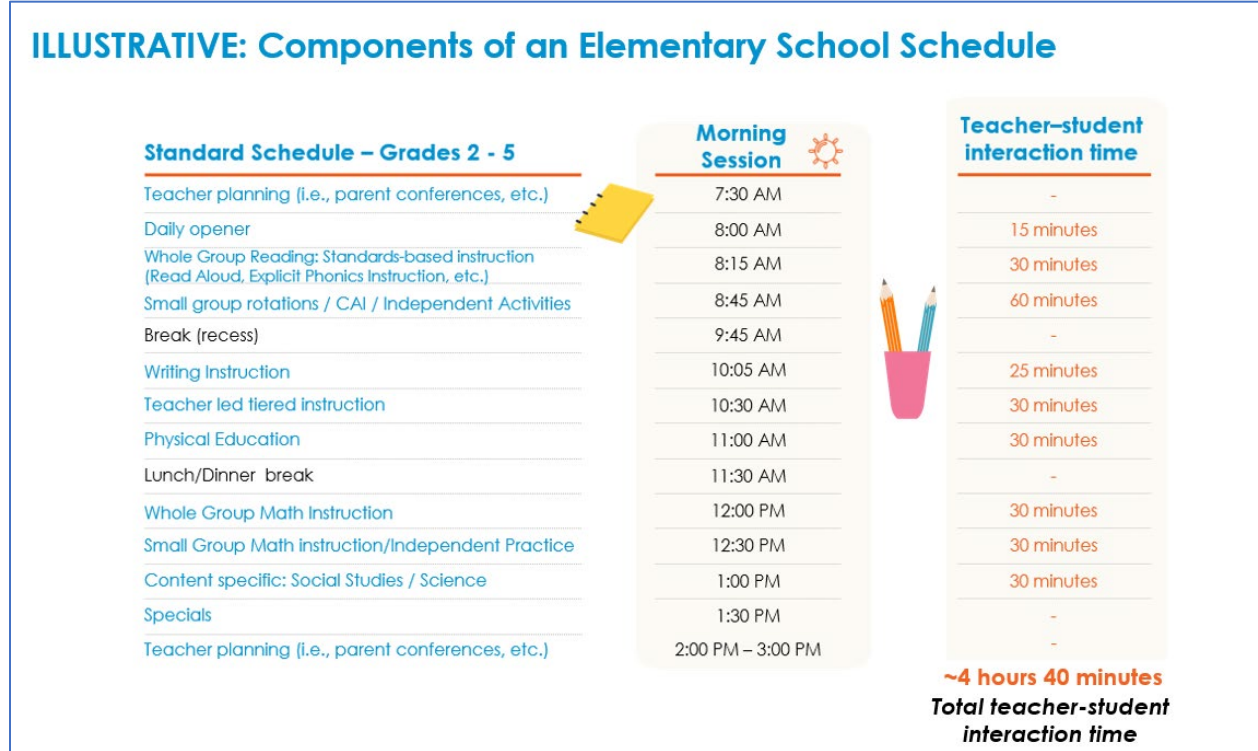 ILLUSTRATIVE: Components of an Elementary School Schedule
Standard Schedule – Grades 2 - 5
Morning
Session
Teacher–student
interaction time
Teacher planning (i.e., parent conferences, etc.) 7:30 AM -
Daily opener 8:00 AM 15 minutes
Whole Group Reading: Standards-based instruction
(Read Aloud, Explicit Phonics Instruction, etc.) 8:15 AM 30 minutes
Small group rotations / CAI / Independent Activities 8:45 AM 60 minutes
Break (recess) 9:45 AM -
Writing Instruction 10:05 AM 25 minutes
Teacher led tiered instruction 10:30 AM 30 minutes
Physical Education 11:00 AM 30 minutes
Lunch/Dinner break 11:30 AM -
Whole Group Math Instruction 12:00 PM 30 minutes
Small Group Math instruction/Independent Practice 12:30 PM 30 minutes
Content specific: Social Studies / Science 1:00 PM 30 minutes
Specials 1:30 PM -
Teacher planning (i.e., parent conferences, etc.) 2:00 PM – 3:00 PM -
~4 hours 40 minutes
Total teacher-student
interaction time